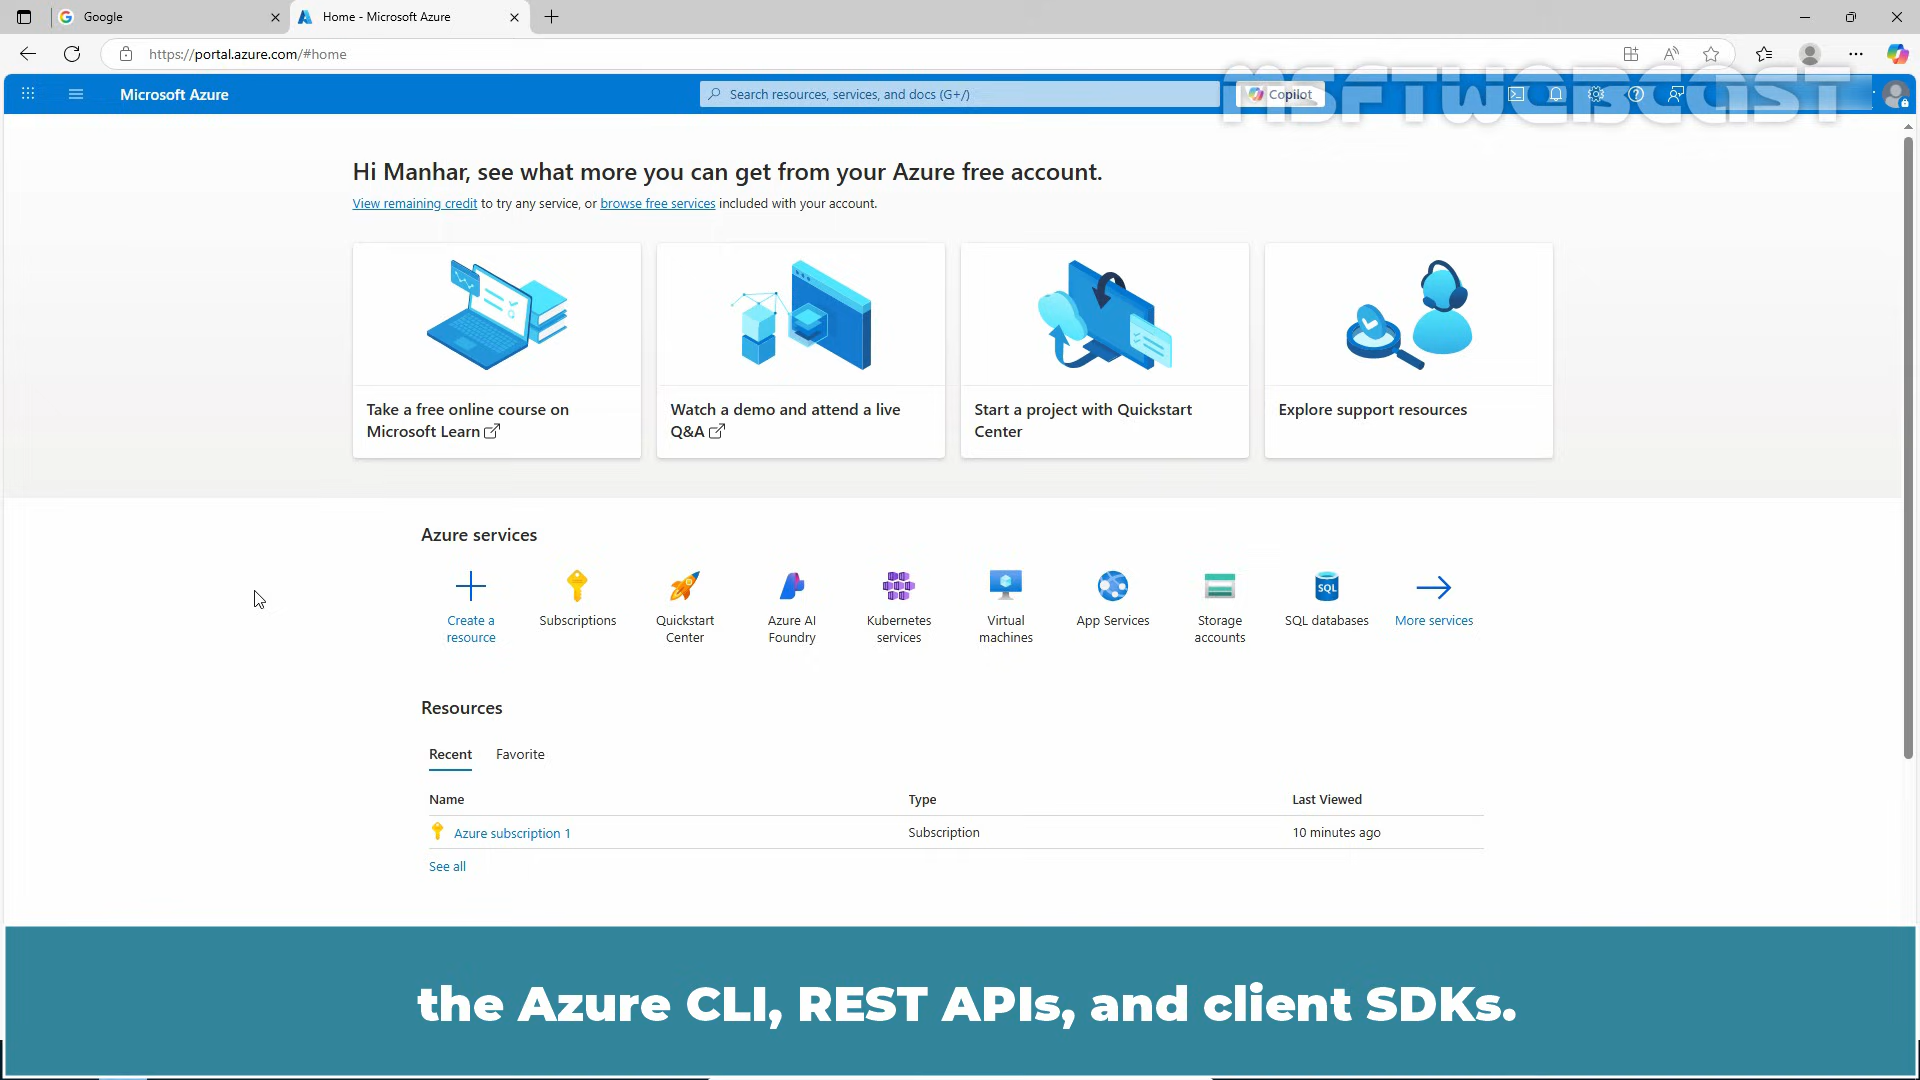 Google
Home - Microsoft Azure
https://portal.azure.com/#home
Microsoft Azure
Search resources, services, and docs (G+/)
Copilot
MSFTWEBCAST
Hi Manhar, see what more you can get from your Azure free account.
View remaining credit to try any service, or browse free services included with your account.
Take a free online course on
Microsoft Learn
Watch a demo and attend a live
Q&A
Start a project with Quickstart
Center
Explore support resources
Azure services
Create a
resource
Subscriptions
Quickstart
Center
Azure AI
Foundry
Kubernetes
services
Virtual
machines
App Services
Storage
accounts
SQL
SQL databases
More services
Resources
Recent Favorite
Name Type Last Viewed
Azure subscription 1 Subscription 10 minutes ago
See all
the Azure CLI, REST APIs, and client SDKs.